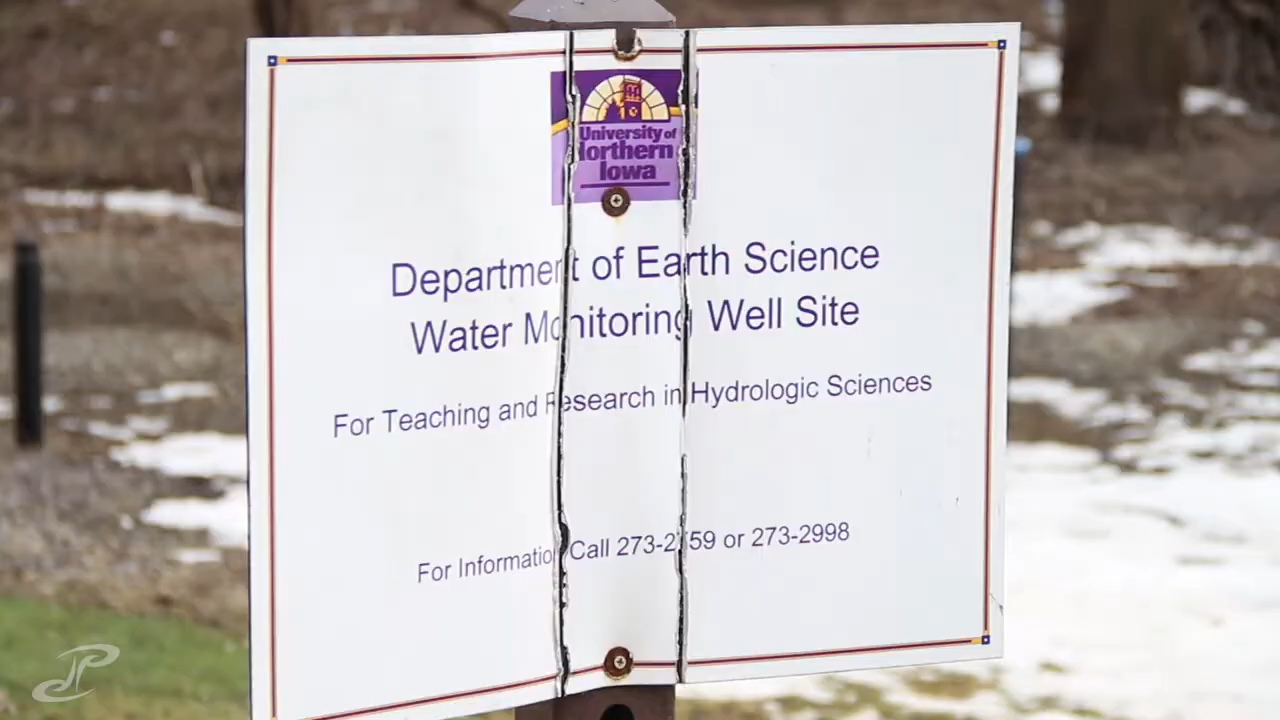 University of
Northern
Iowa
Department of Earth Science
Water Monitoring Well Site
For Teaching and Research in Hydrologic Sciences
For Information Call or 273-2998